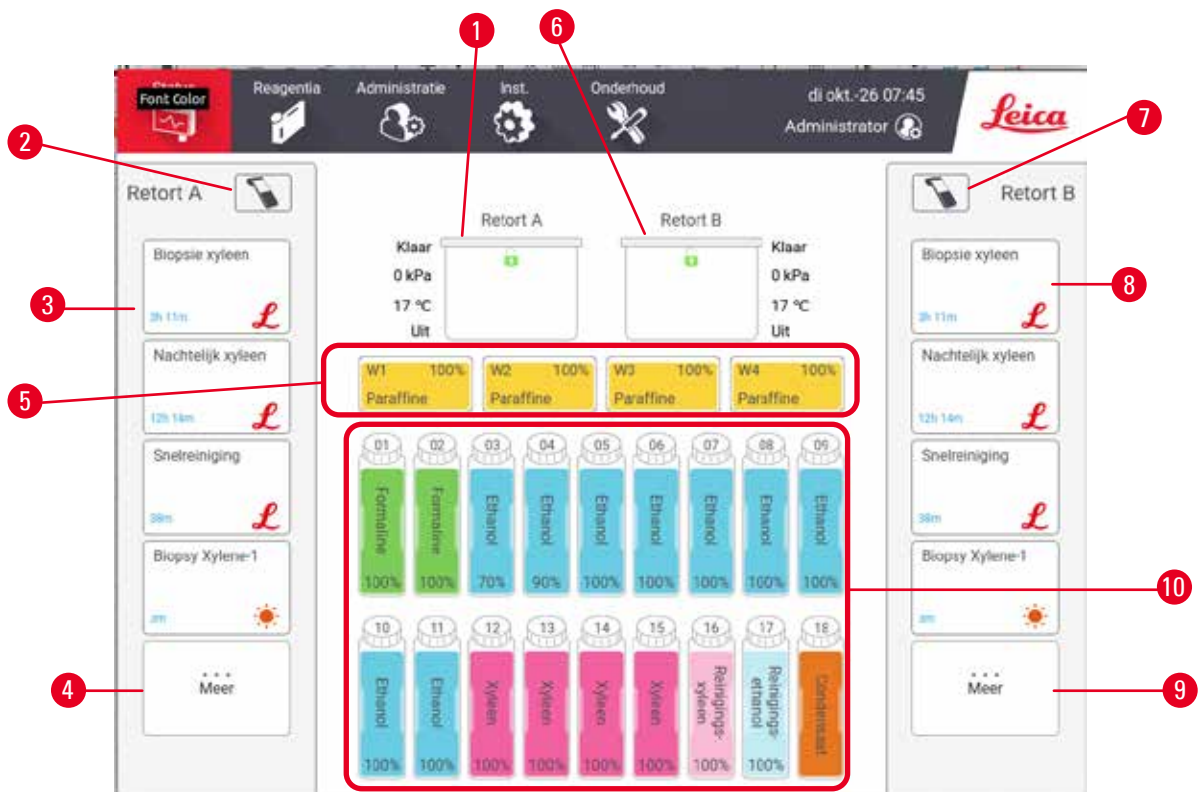 1
6
Font Color
Reagentia
Administratie
Inst.
Onderhoud
di okt.-26 07:45
Administrator
Leica
2
7
Retort A
Retort B
Retort A
Retort B
Klaar
0 kPa
17 °C
Uit
Klaar
0 kPa
17 °C
Uit
3
Biopsie xyleen
3h 11m
Nachtelijk xyleen
12h 14m
Snelreiniging
38m
Biopsy Xylene-1
3m
4
... Meer
5
W1 100%
Paraffine
W2 100%
Paraffine
W3 100%
Paraffine
W4 100%
Paraffine
01 Formaline 100%
02 Formaline 100%
03 Ethanol 70%
04 Ethanol 90%
05 Ethanol 100%
06 Ethanol 100%
07 Ethanol 100%
08 Ethanol 100%
09 Ethanol 100%
10 Ethanol 100%
11 Ethanol 100%
12 Xyleen 100%
13 Xyleen 100%
14 Xyleen 100%
15 Xyleen 100%
16 Reinigings-
xyleen 100%
17 Reinigings-
ethanol 100%
18 Condensaat
8
Biopsie xyleen
3h 11m
Nachtelijk xyleen
12h 14m
Snelreiniging
38m
Biopsy Xylene-1
3m
10
... Meer
9